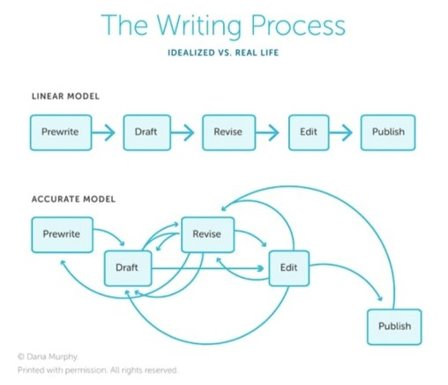 The Writing Process
IDEALIZED VS. REAL LIFE
LINEAR MODEL
Prewrite
Draft
Revise
Edit
Publish
ACCURATE MODEL
Prewrite
Revise
Draft
Edit
Publish
© Dana Murphy.
Printed with permission. All rights reserved.